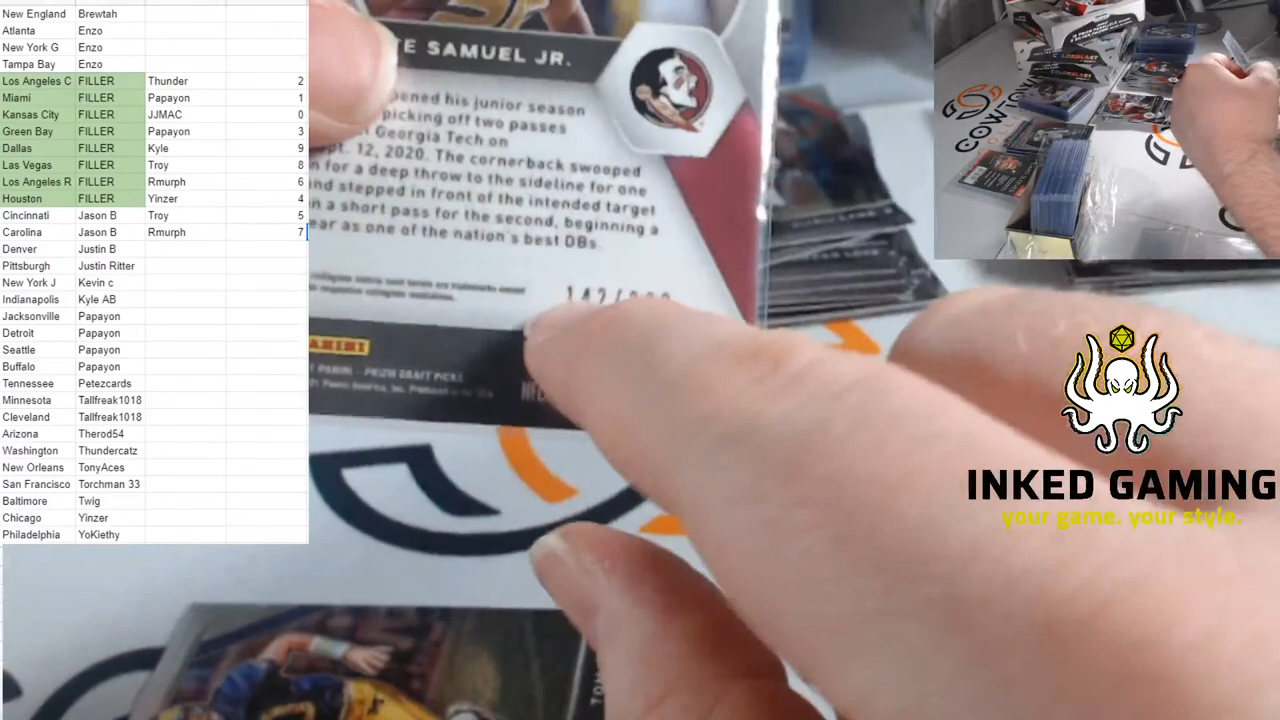 New England Brewtah
Atlanta Enzo
New York G Enzo
Tampa Bay Enzo
Los Angeles C FILLER Thunder 2
Miami FILLER Papayon 1
Kansas City FILLER JJMAC 0
Green Bay FILLER Papayon 3
Dallas FILLER Kyle 9
Las Vegas FILLER Troy 8
Los Angeles R FILLER Rmurph 6
Houston FILLER Yinzer 4
Cincinnati Jason B Troy 5
Carolina Jason B Rmurph 7
Denver Justin B
Pittsburgh Justin Ritter
New York J Kevin c
Indianapolis Kyle AB
Jacksonville Papayon
Detroit Papayon
Seattle Papayon
Buffalo Papayon
Tennessee Petezcards
Minnesota Tallfreak1018
Cleveland Tallfreak1018
Arizona Therod54
Washington Thundercatz
New Orleans TonyAces
San Francisco Torchman 33
Baltimore Twig
Chicago Yinzer
Philadelphia YoKiethy
TE SAMUEL JR.
pened his junior season
picking off two passes
Georgia Tech on
pt. 12, 2020. The cornerback swooped
n for a deep throw to the sideline for one
nd stepped in front of the intended target
n a short pass for the second, beginning a
ear as one of the nation's best DBs.
142/
PANINI
PANINI - PRIZM DRAFT PICKS
COWTOW
INKED GAMING
your game. your style.